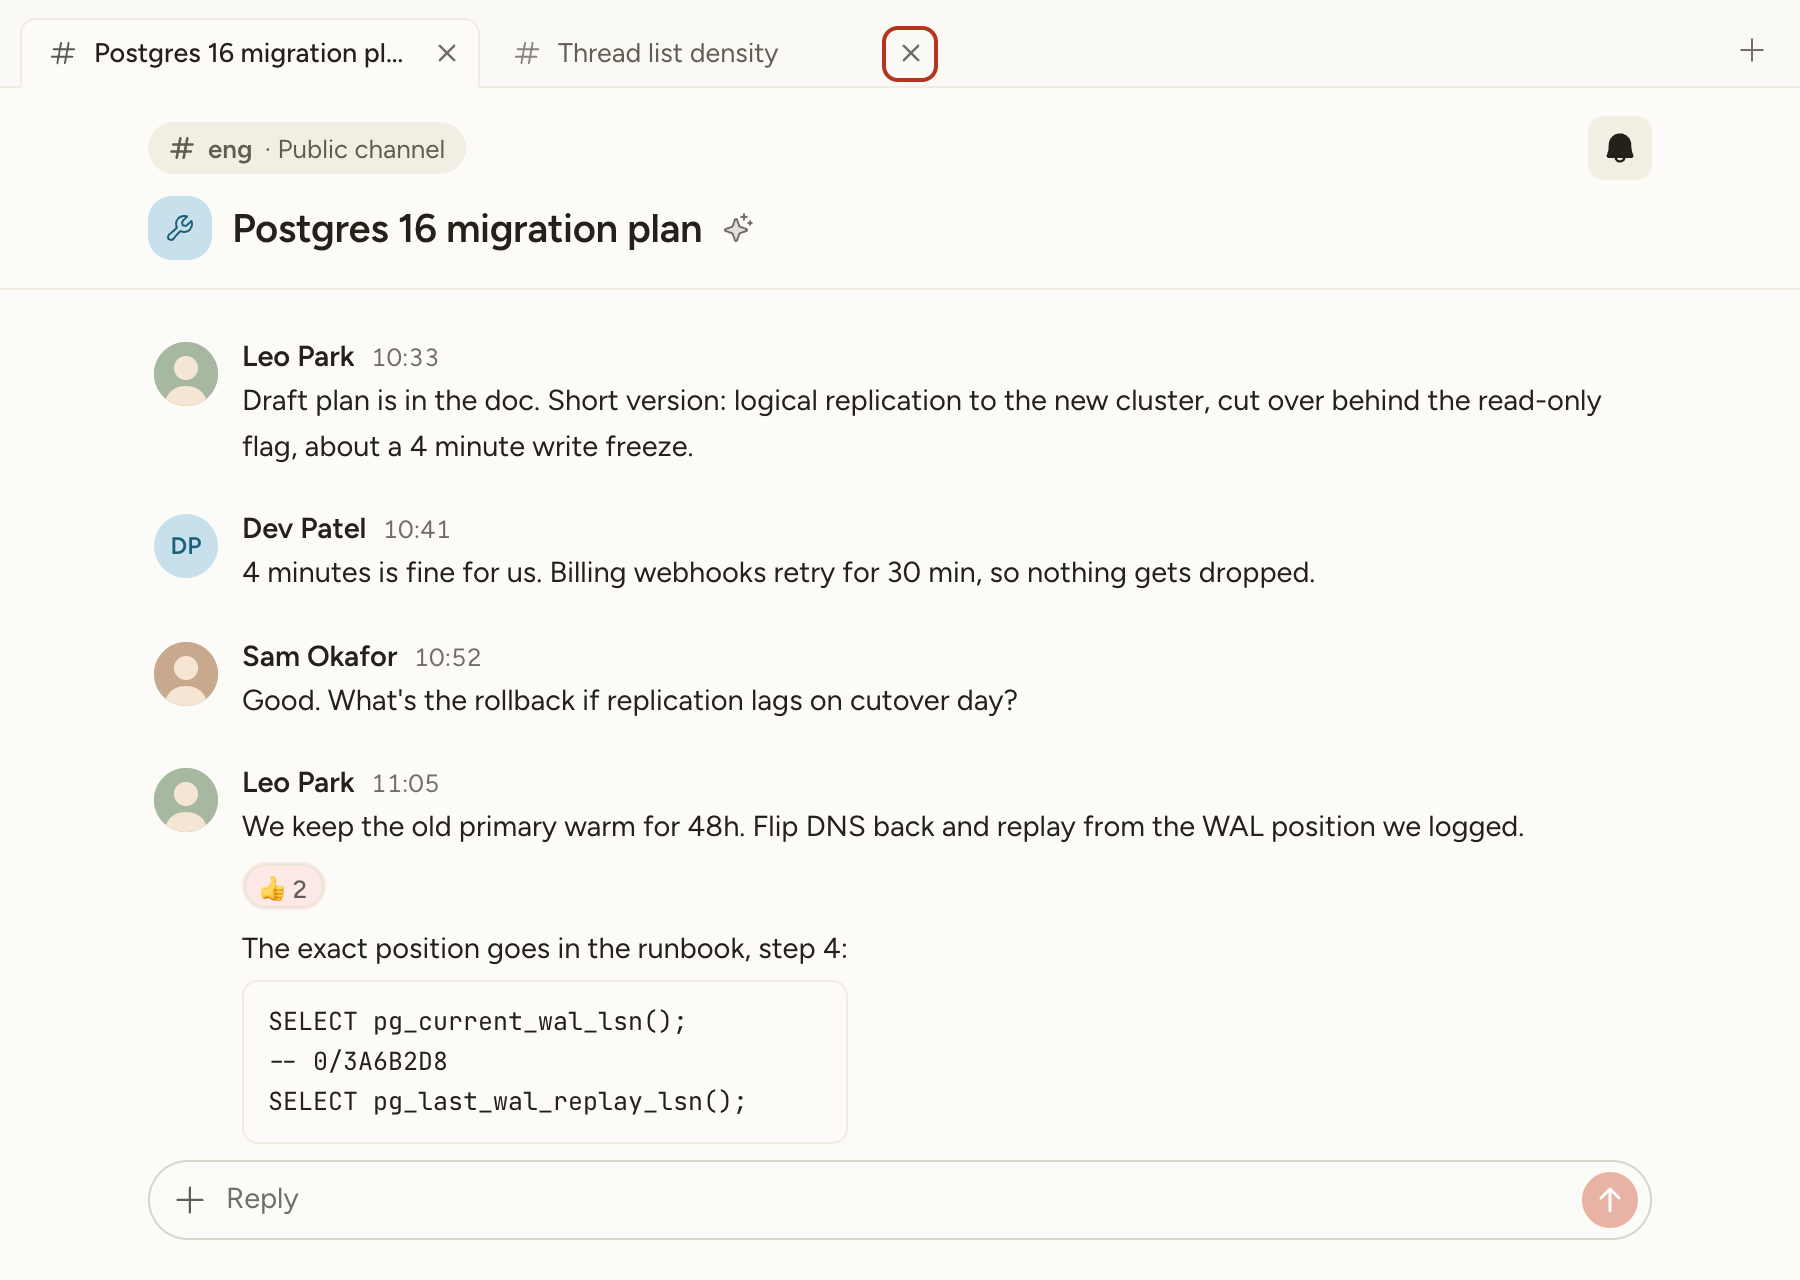 Postgres 16 migration pl...
Thread list density
eng · Public channel
Postgres 16 migration plan
Leo Park 10:33
Draft plan is in the doc. Short version: logical replication to the new cluster, cut over behind the read-only
flag, about a 4 minute write freeze.
DP
Dev Patel 10:41
4 minutes is fine for us. Billing webhooks retry for 30 min, so nothing gets dropped.
Sam Okafor 10:52
Good. What's the rollback if replication lags on cutover day?
Leo Park 11:05
We keep the old primary warm for 48h. Flip DNS back and replay from the WAL position we logged.
👍 2
The exact position goes in the runbook, step 4:
SELECT pg_current_wal_lsn();
-- 0/3A6B2D8
SELECT pg_last_wal_replay_lsn();
Reply